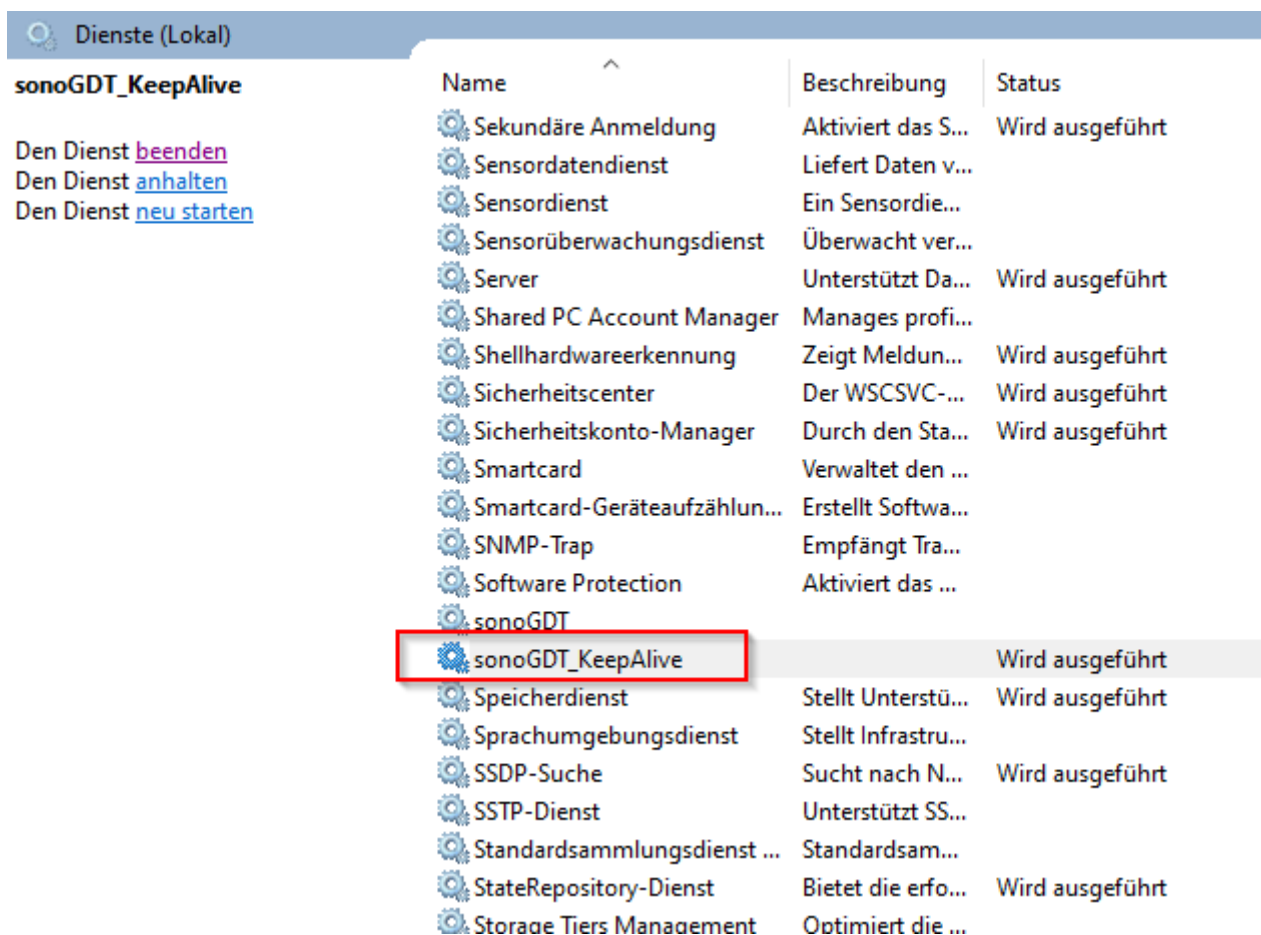 Dienste (Lokal)
sonoGDT_KeepAlive
Den Dienst beenden
Den Dienst anhalten
Den Dienst neu starten
Name Beschreibung Status
Sekundäre Anmeldung Aktiviert das S... Wird ausgeführt
Sensordatendienst Liefert Daten v...
Sensordienst Ein Sensordie...
Sensorüberwachungsdienst Überwacht ver...
Server Unterstützt Da... Wird ausgeführt
Shared PC Account Manager Manages profi...
Shellhardwareerkennung Zeigt Meldun... Wird ausgeführt
Sicherheitscenter Der WSCSVC-... Wird ausgeführt
Sicherheitskonto-Manager Durch den Sta... Wird ausgeführt
Smartcard Verwaltet den ...
Smartcard-Geräteaufzählun... Erstellt Softwa...
SNMP-Trap Empfängt Tra...
Software Protection Aktiviert das ...
sonoGDT
sonoGDT_KeepAlive Wird ausgeführt
Speicherdienst Stellt Unterstü... Wird ausgeführt
Sprachumgebungsdienst Stellt Infrastru...
SSDP-Suche Sucht nach N... Wird ausgeführt
SSTP-Dienst Unterstützt SS...
Standardsammlungsdienst ... Standardsam...
StateRepository-Dienst Bietet die erfo... Wird ausgeführt
Storage Tiers Management Optimiert die ...